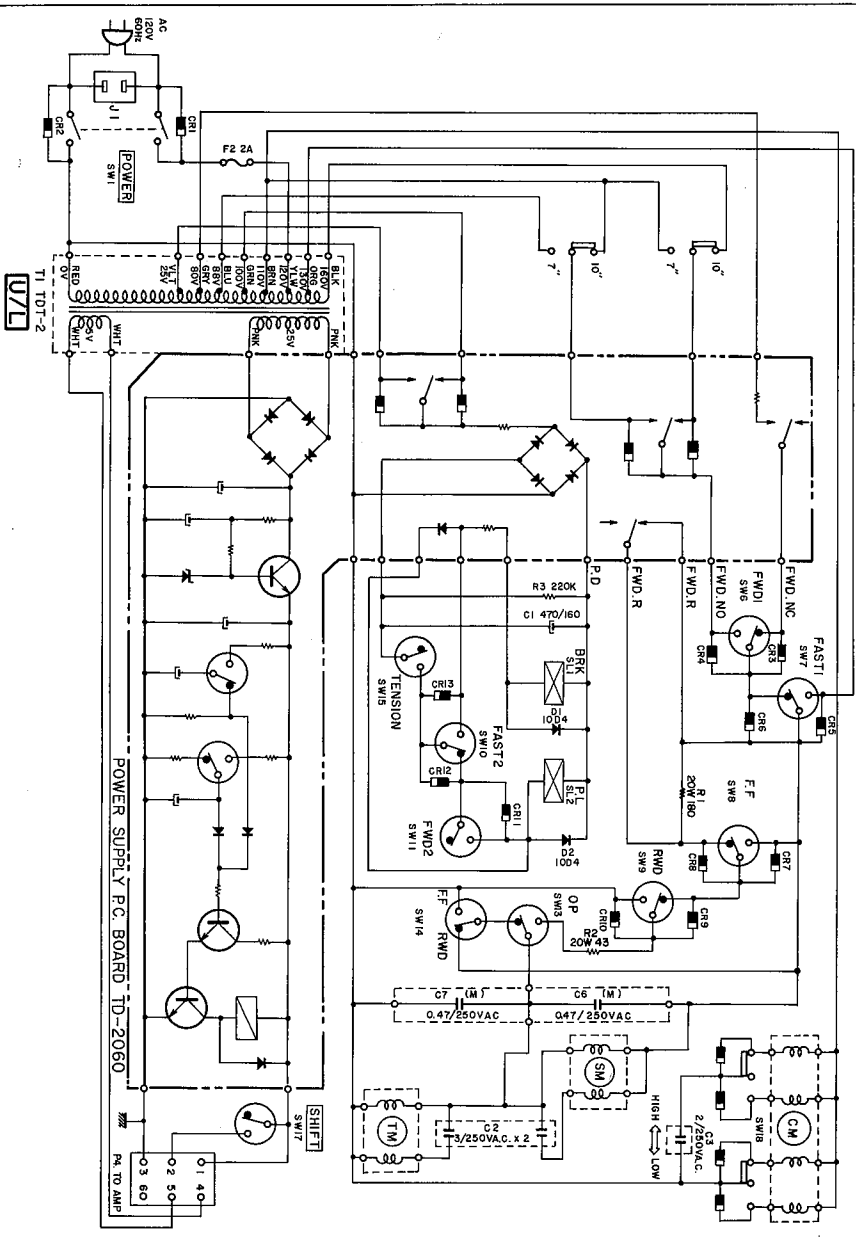 AC
120V
60Hz
J1
CR1
CR2
POWER
SW1
F2 2A
U/L
T1 TDT-2
RED
0V
VLT
25V
GRY
80V
BLU
88V
GRN
100V
BRN
110V
YLW
120V
ORG
130V
BLK
160V
WHT
5V
WHT
PNK
25V
PNK
7"
10"
7"
10"
P.D
FWD.R
FWD.R
FWD.NO
FWD.NC
FWD1
SW6
FAST1
SW7
CR3
CR4
CR5
CR6
F.F
SW8
R1
20W 180
CR7
CR8
RWD
SW9
CR9
CR10
R2
20W 43
OP
SW13
F.F
RWD
SW14
R3 220K
C1 470/160
BRK
SL1
D1
10D4
P.L
SL2
D2
10D4
TENSION
SW15
CR13
FAST2
SW10
CR12
CR11
FWD2
SW11
C7 (M)
0.47/250VAC
C6 (M)
0.47/250VAC
SM
TM
C2
3/250V.A.C. x 2
HIGH
LOW
C3
2/250VA.C.
SW18
CM
POWER SUPPLY P.C. BOARD TD-2060
SHIFT
SW17
P4. TO AMP
1 4
2 5
3 6